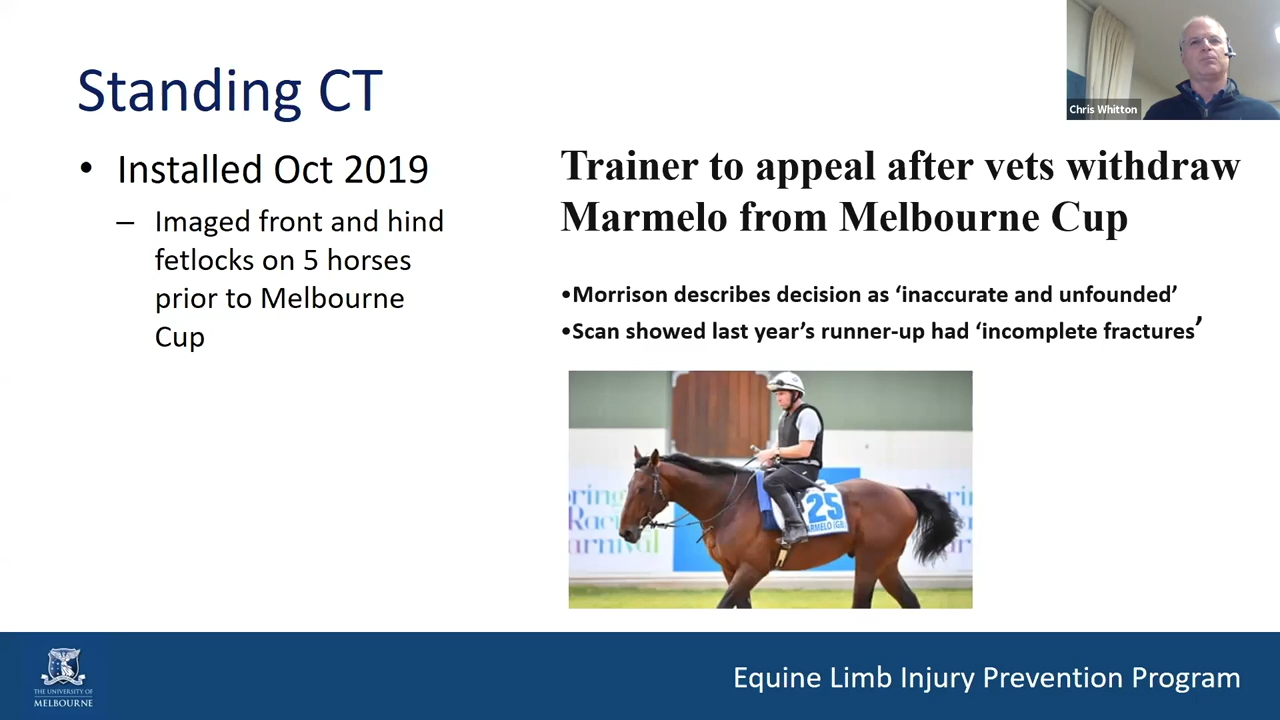 Standing CT
Chris Whitton
• Installed Oct 2019
– Imaged front and hind
fetlocks on 5 horses
prior to Melbourne
Cup
Trainer to appeal after vets withdraw
Marmelo from Melbourne Cup
•Morrison describes decision as ‘inaccurate and unfounded’
•Scan showed last year’s runner-up had ‘incomplete fractures’
25
THE UNIVERSITY OF
MELBOURNE
Equine Limb Injury Prevention Program